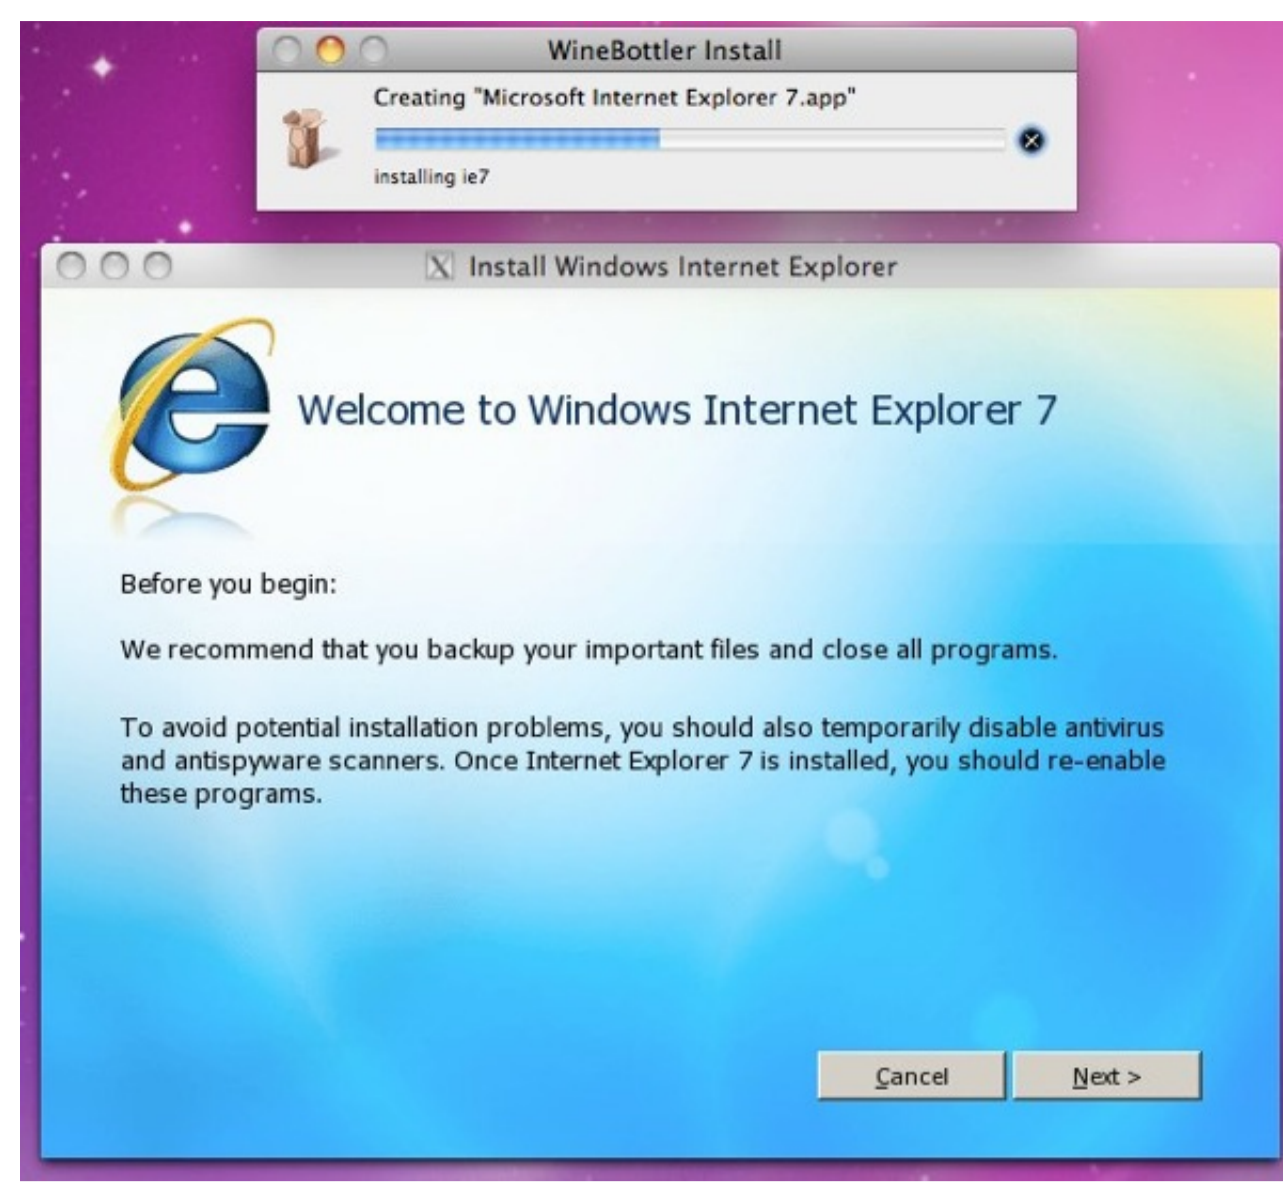 WineBottler Install
Creating "Microsoft Internet Explorer 7.app"
installing ie7
X Install Windows Internet Explorer
Welcome to Windows Internet Explorer 7
Before you begin:
We recommend that you backup your important files and close all programs.
To avoid potential installation problems, you should also temporarily disable antivirus
and antispyware scanners. Once Internet Explorer 7 is installed, you should re-enable
these programs.
Cancel
Next >